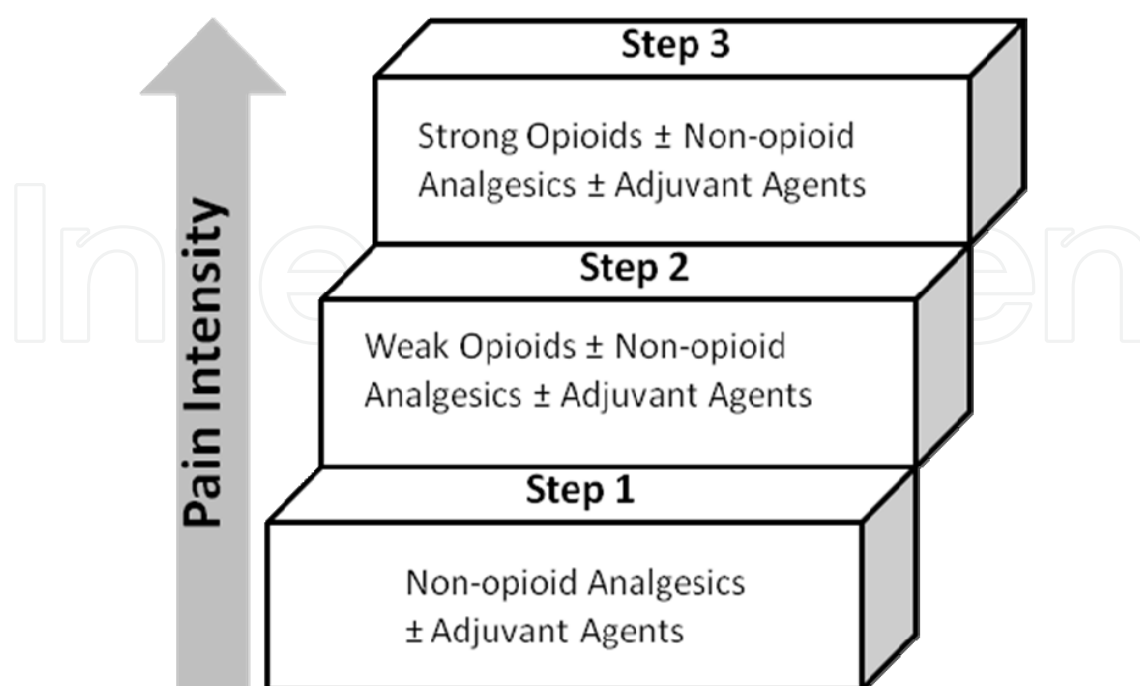 Step 3
Strong Opioids ± Non-opioid
Analgesics ± Adjuvant Agents
Step 2
Weak Opioids ± Non-opioid
Analgesics ± Adjuvant Agents
Step 1
Non-opioid Analgesics
± Adjuvant Agents
Pain Intensity